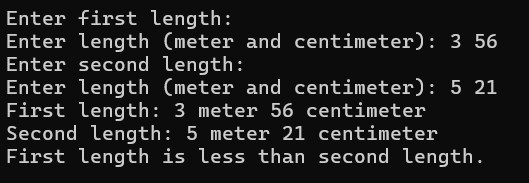 Enter first length:
Enter length (meter and centimeter): 3 56
Enter second length:
Enter length (meter and centimeter): 5 21
First length: 3 meter 56 centimeter
Second length: 5 meter 21 centimeter
First length is less than second length.